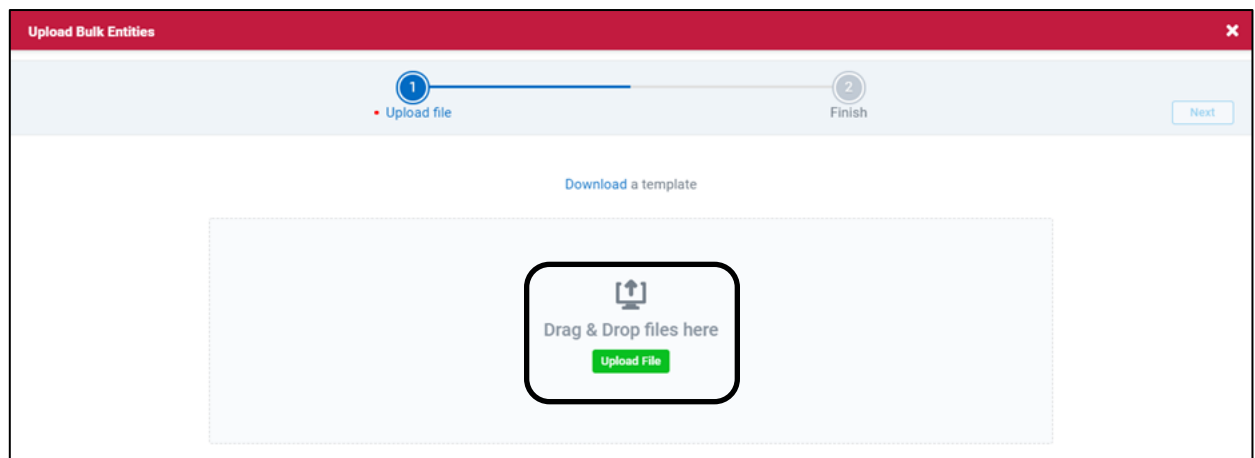 Upload Bulk Entities
1
2
Upload file
Finish
Next
Download a template
Drag & Drop files here
Upload File